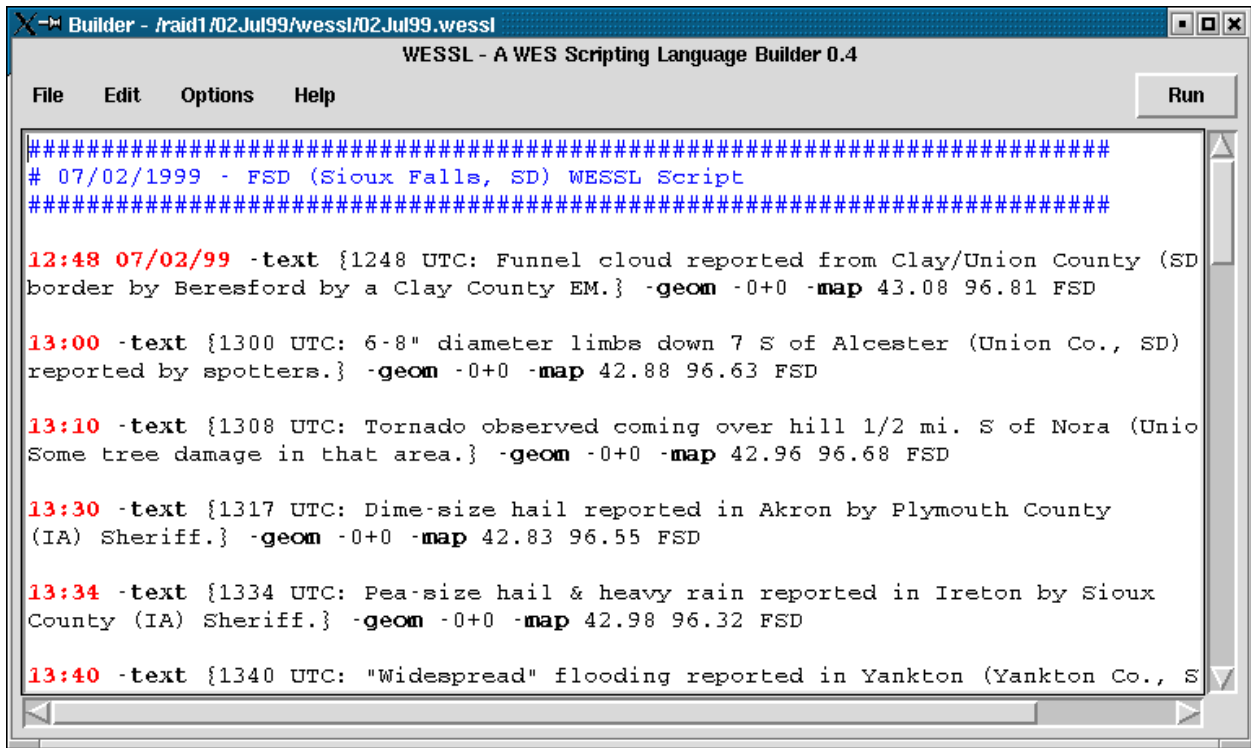 Builder - /raid1/02Jul99/wessl/02Jul99.wessl
WESSL - A WES Scripting Language Builder 0.4
File Edit Options Help Run
##########################################################################
# 07/02/1999 - FSD (Sioux Falls, SD) WESSL Script
##########################################################################
12:48 07/02/99 -text {1248 UTC: Funnel cloud reported from Clay/Union County (SD
border by Beresford by a Clay County EM.} -geom -0+0 -map 43.08 96.81 FSD
13:00 -text {1300 UTC: 6-8" diameter limbs down 7 S of Alcester (Union Co., SD)
reported by spotters.} -geom -0+0 -map 42.88 96.63 FSD
13:10 -text {1308 UTC: Tornado observed coming over hill 1/2 mi. S of Nora (Unio
Some tree damage in that area.} -geom -0+0 -map 42.96 96.68 FSD
13:30 -text {1317 UTC: Dime-size hail reported in Akron by Plymouth County
(IA) Sheriff.} -geom -0+0 -map 42.83 96.55 FSD
13:34 -text {1334 UTC: Pea-size hail & heavy rain reported in Ireton by Sioux
County (IA) Sheriff.} -geom -0+0 -map 42.98 96.32 FSD
13:40 -text {1340 UTC: "Widespread" flooding reported in Yankton (Yankton Co., S